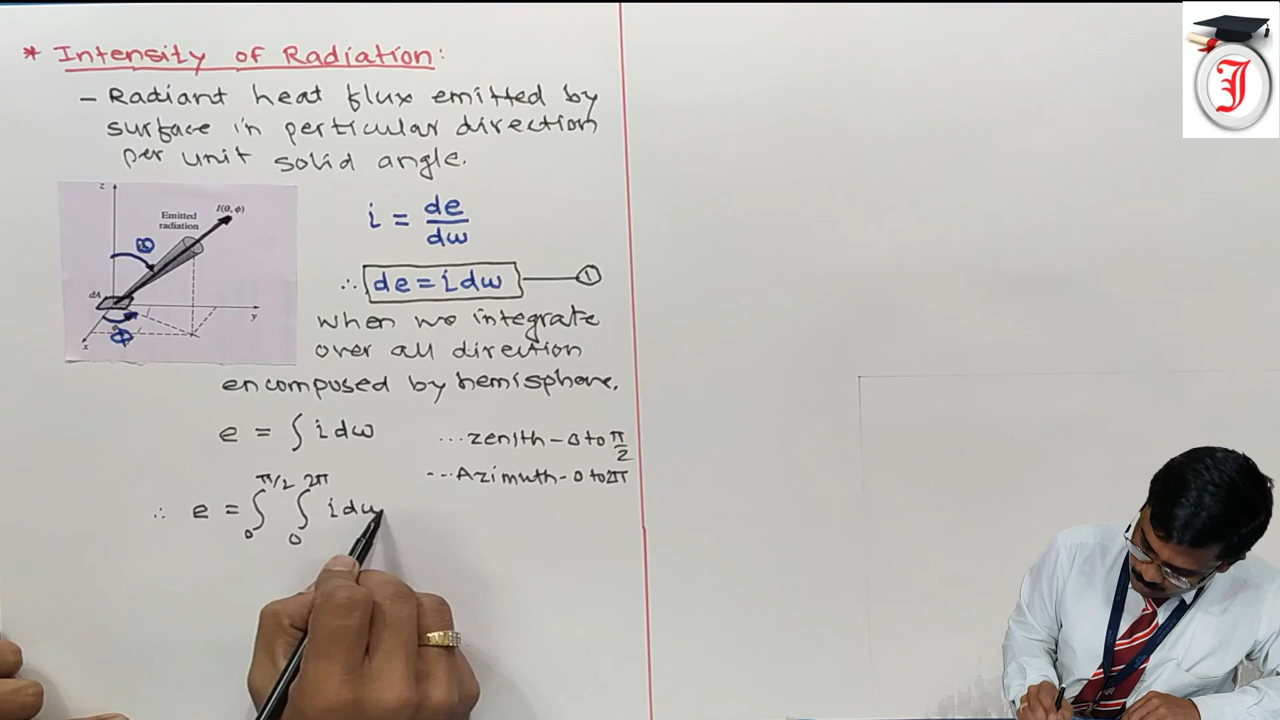 * Intensity of Radiation:
- Radiant heat flux emitted by
surface in perticular direction
per unit solid angle.
z
I(θ, ϕ)
Emitted
radiation
θ
dA
y
x
ϕ
i = de/dω
∴ de = i dω ——— ①
when we integrate
over all direction
encomposed by hemisphere.
e = ∫ i dω
...zenith - 0 to π/2
---Azimuth - 0 to 2π
∴ e = ∫₀^π/2 ∫₀^2π i dω
J